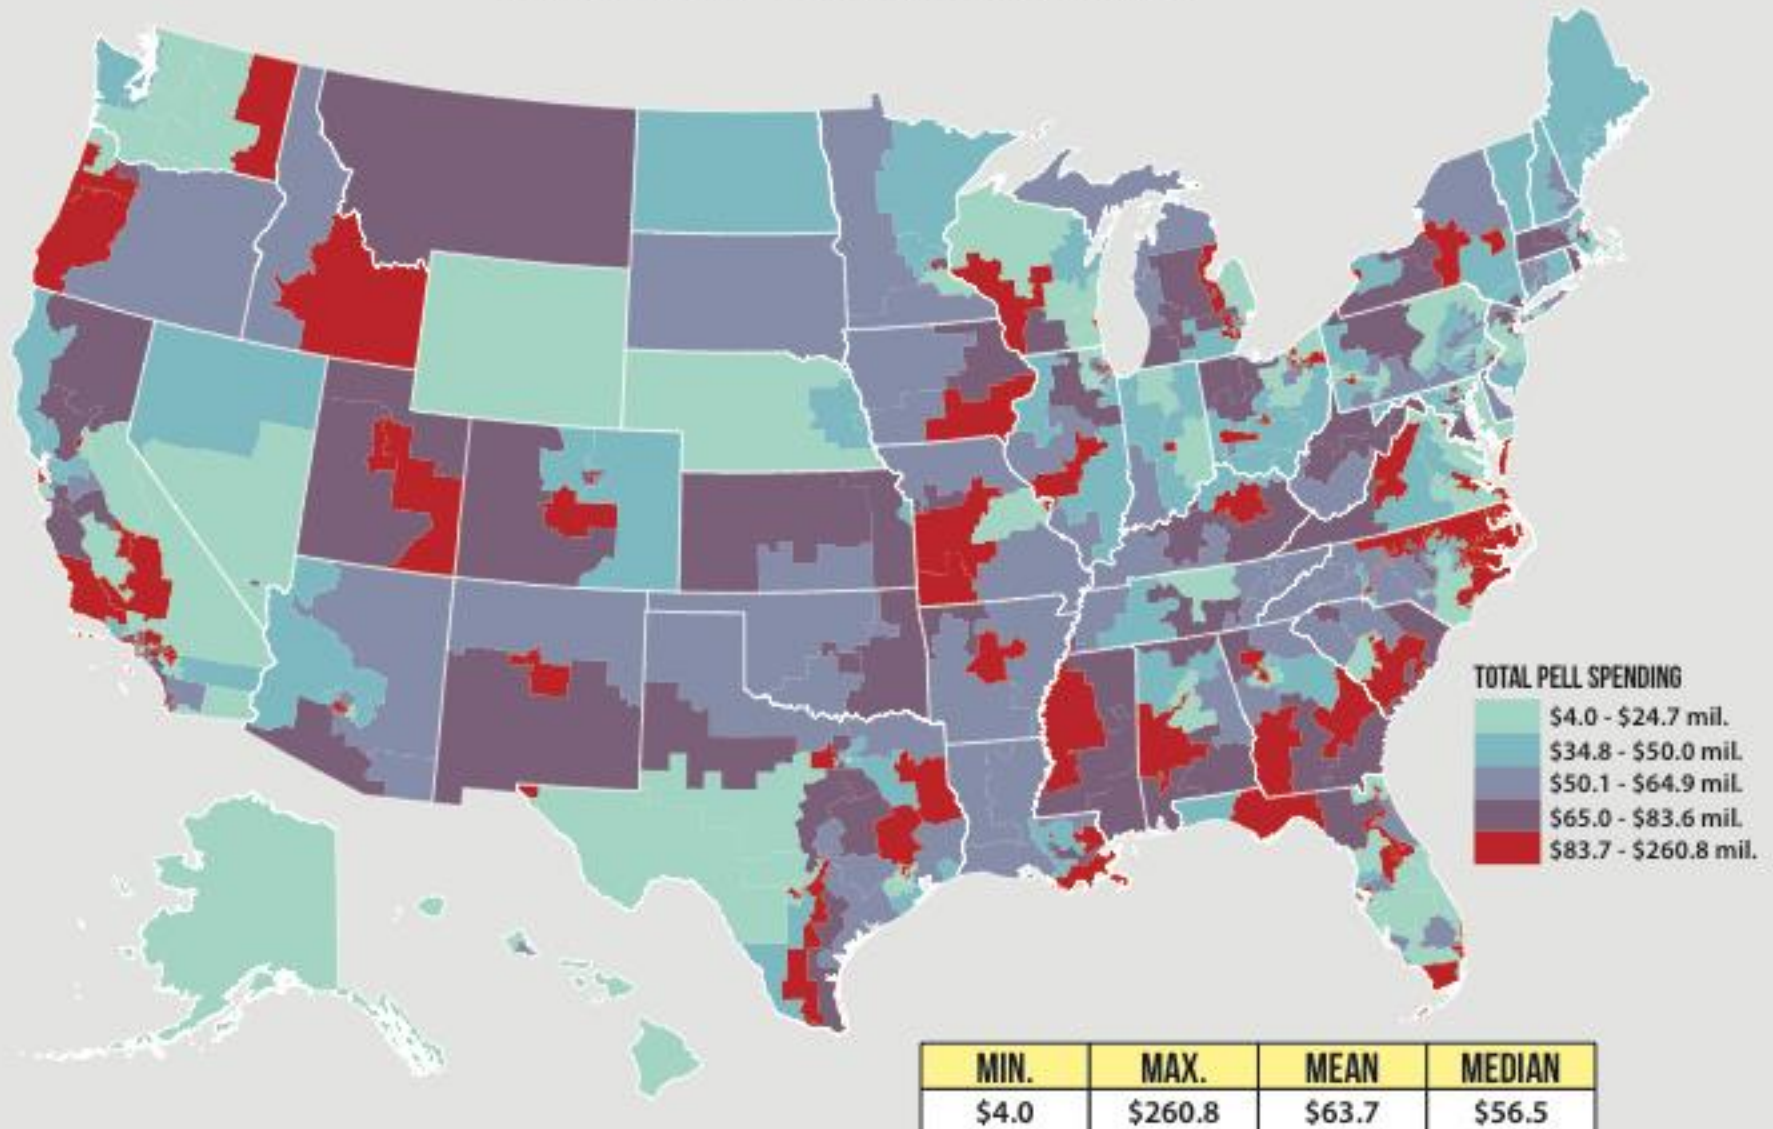 TOTAL PELL SPENDING
$4.0 - $24.7 mil.
$34.8 - $50.0 mil.
$50.1 - $64.9 mil.
$65.0 - $83.6 mil.
$83.7 - $260.8 mil.
MIN. MAX. MEAN MEDIAN
$4.0 $260.8 $63.7 $56.5